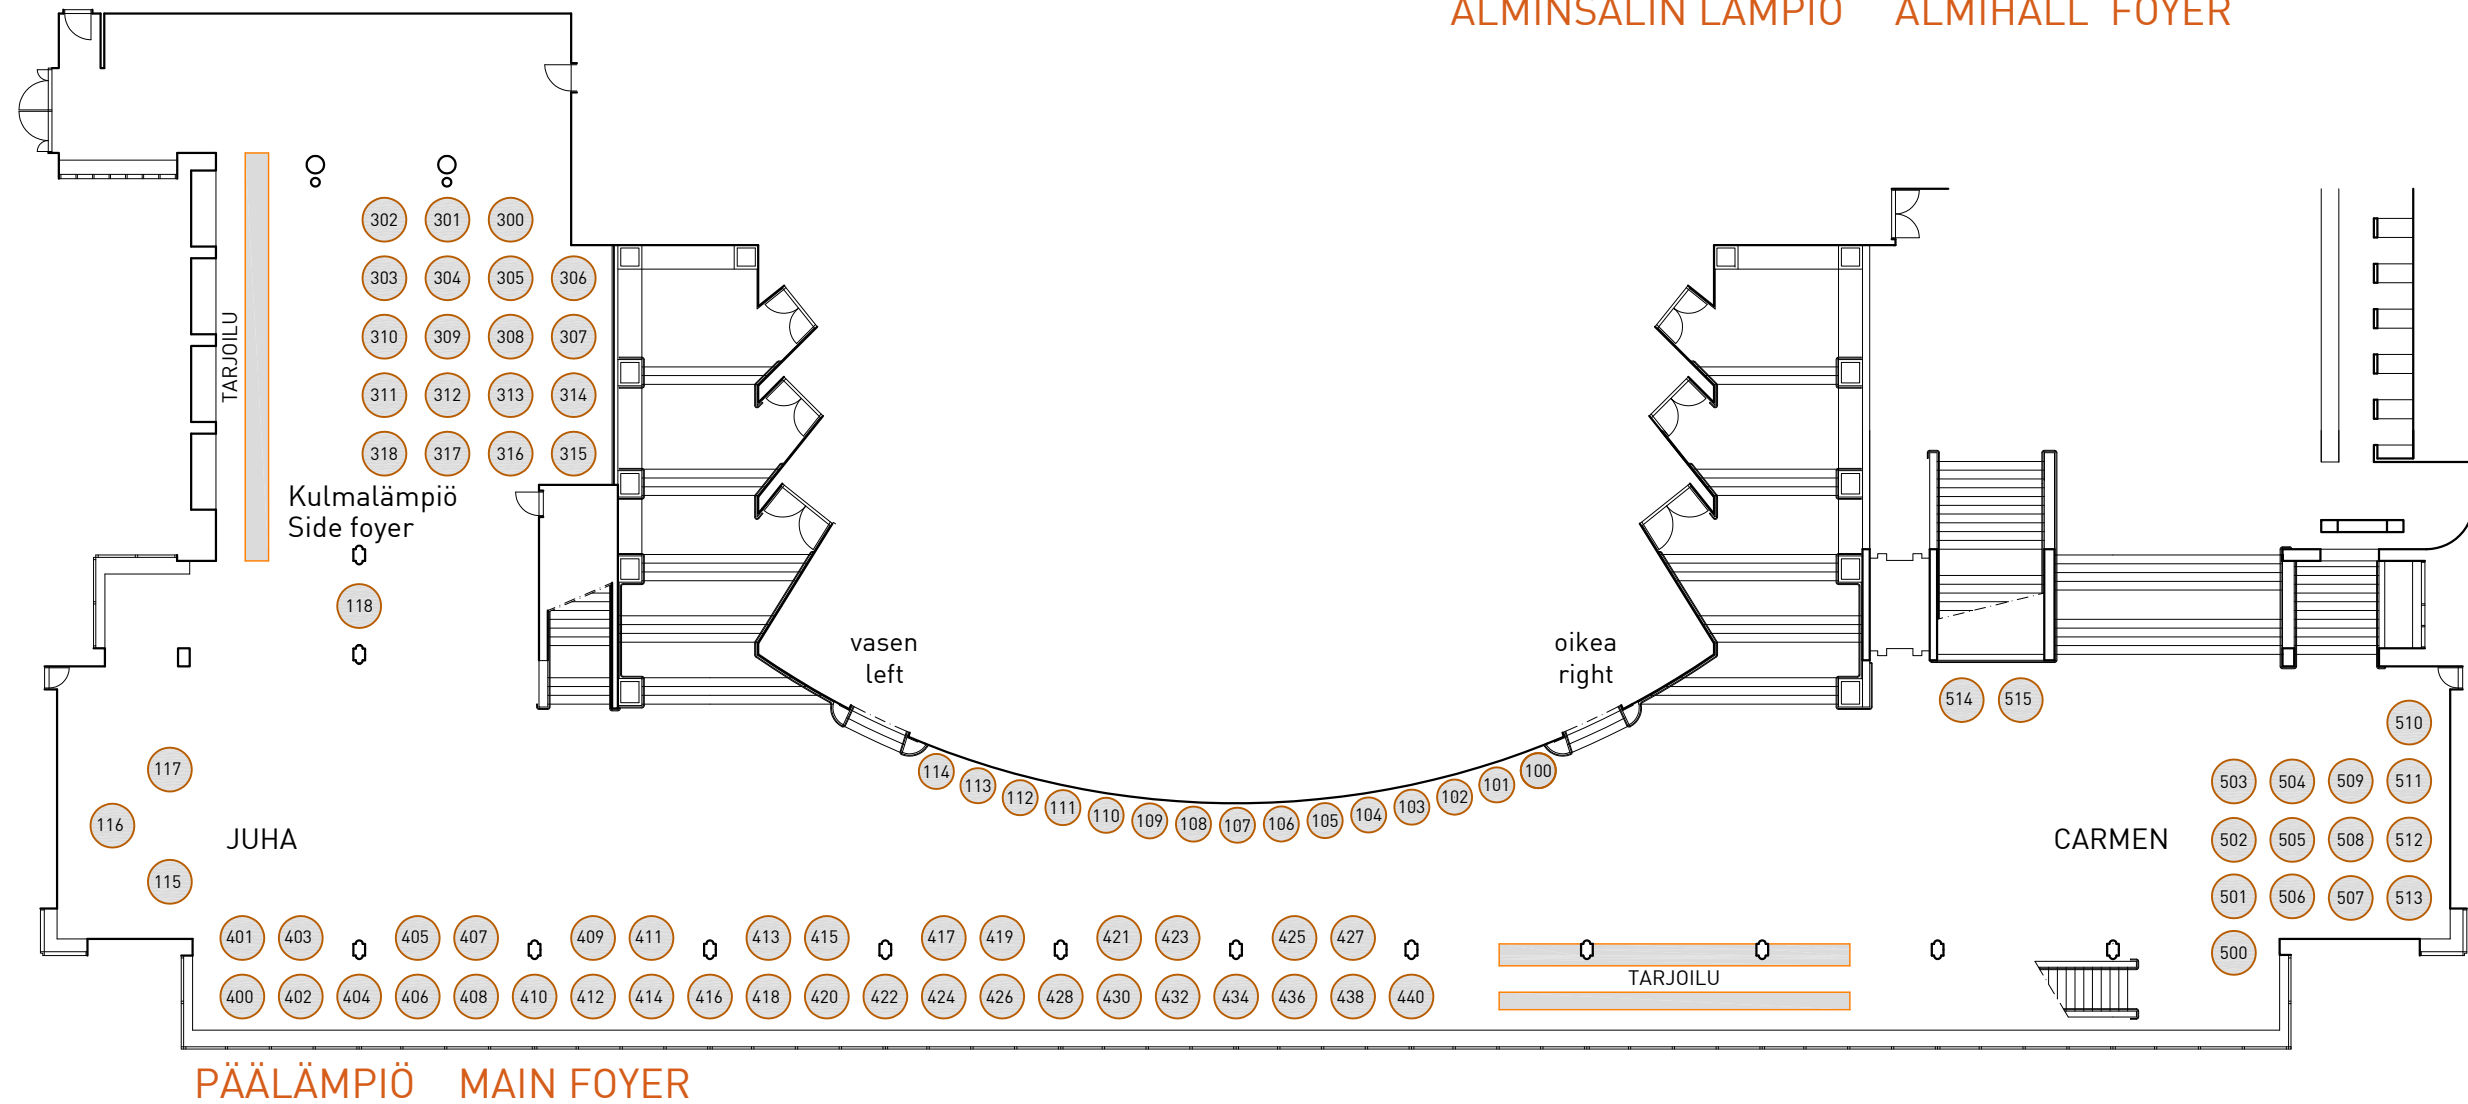 ALMINSALIN LÄMPIÖ ALMIHALL FOYER
302 301 300
303 304 305 306
310 309 308 307
TARJOILU
311 312 313 314
318 317 316 315
Kulmalämpiö
Side foyer
118
vasen
left
oikea
right
514 515
510
117
114 113 112 111 110 109 108 107 106 105 104 103 102 101 100
503 504 509 511
116
JUHA
CARMEN
502 505 508 512
115
501 506 507 513
401 403 405 407 409 411 413 415 417 419 421 423 425 427
500
TARJOILU
400 402 404 406 408 410 412 414 416 418 420 422 424 426 428 430 432 434 436 438 440
PÄÄLÄMPIÖ MAIN FOYER